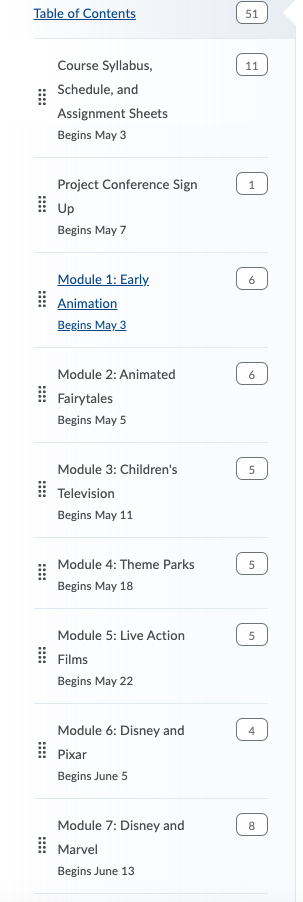 Table of Contents 51
Course Syllabus, 11
Schedule, and
Assignment Sheets
Begins May 3
Project Conference Sign 1
Up
Begins May 7
Module 1: Early 6
Animation
Begins May 3
Module 2: Animated 6
Fairytales
Begins May 5
Module 3: Children's 5
Television
Begins May 11
Module 4: Theme Parks 5
Begins May 18
Module 5: Live Action 5
Films
Begins May 22
Module 6: Disney and 4
Pixar
Begins June 5
Module 7: Disney and 8
Marvel
Begins June 13